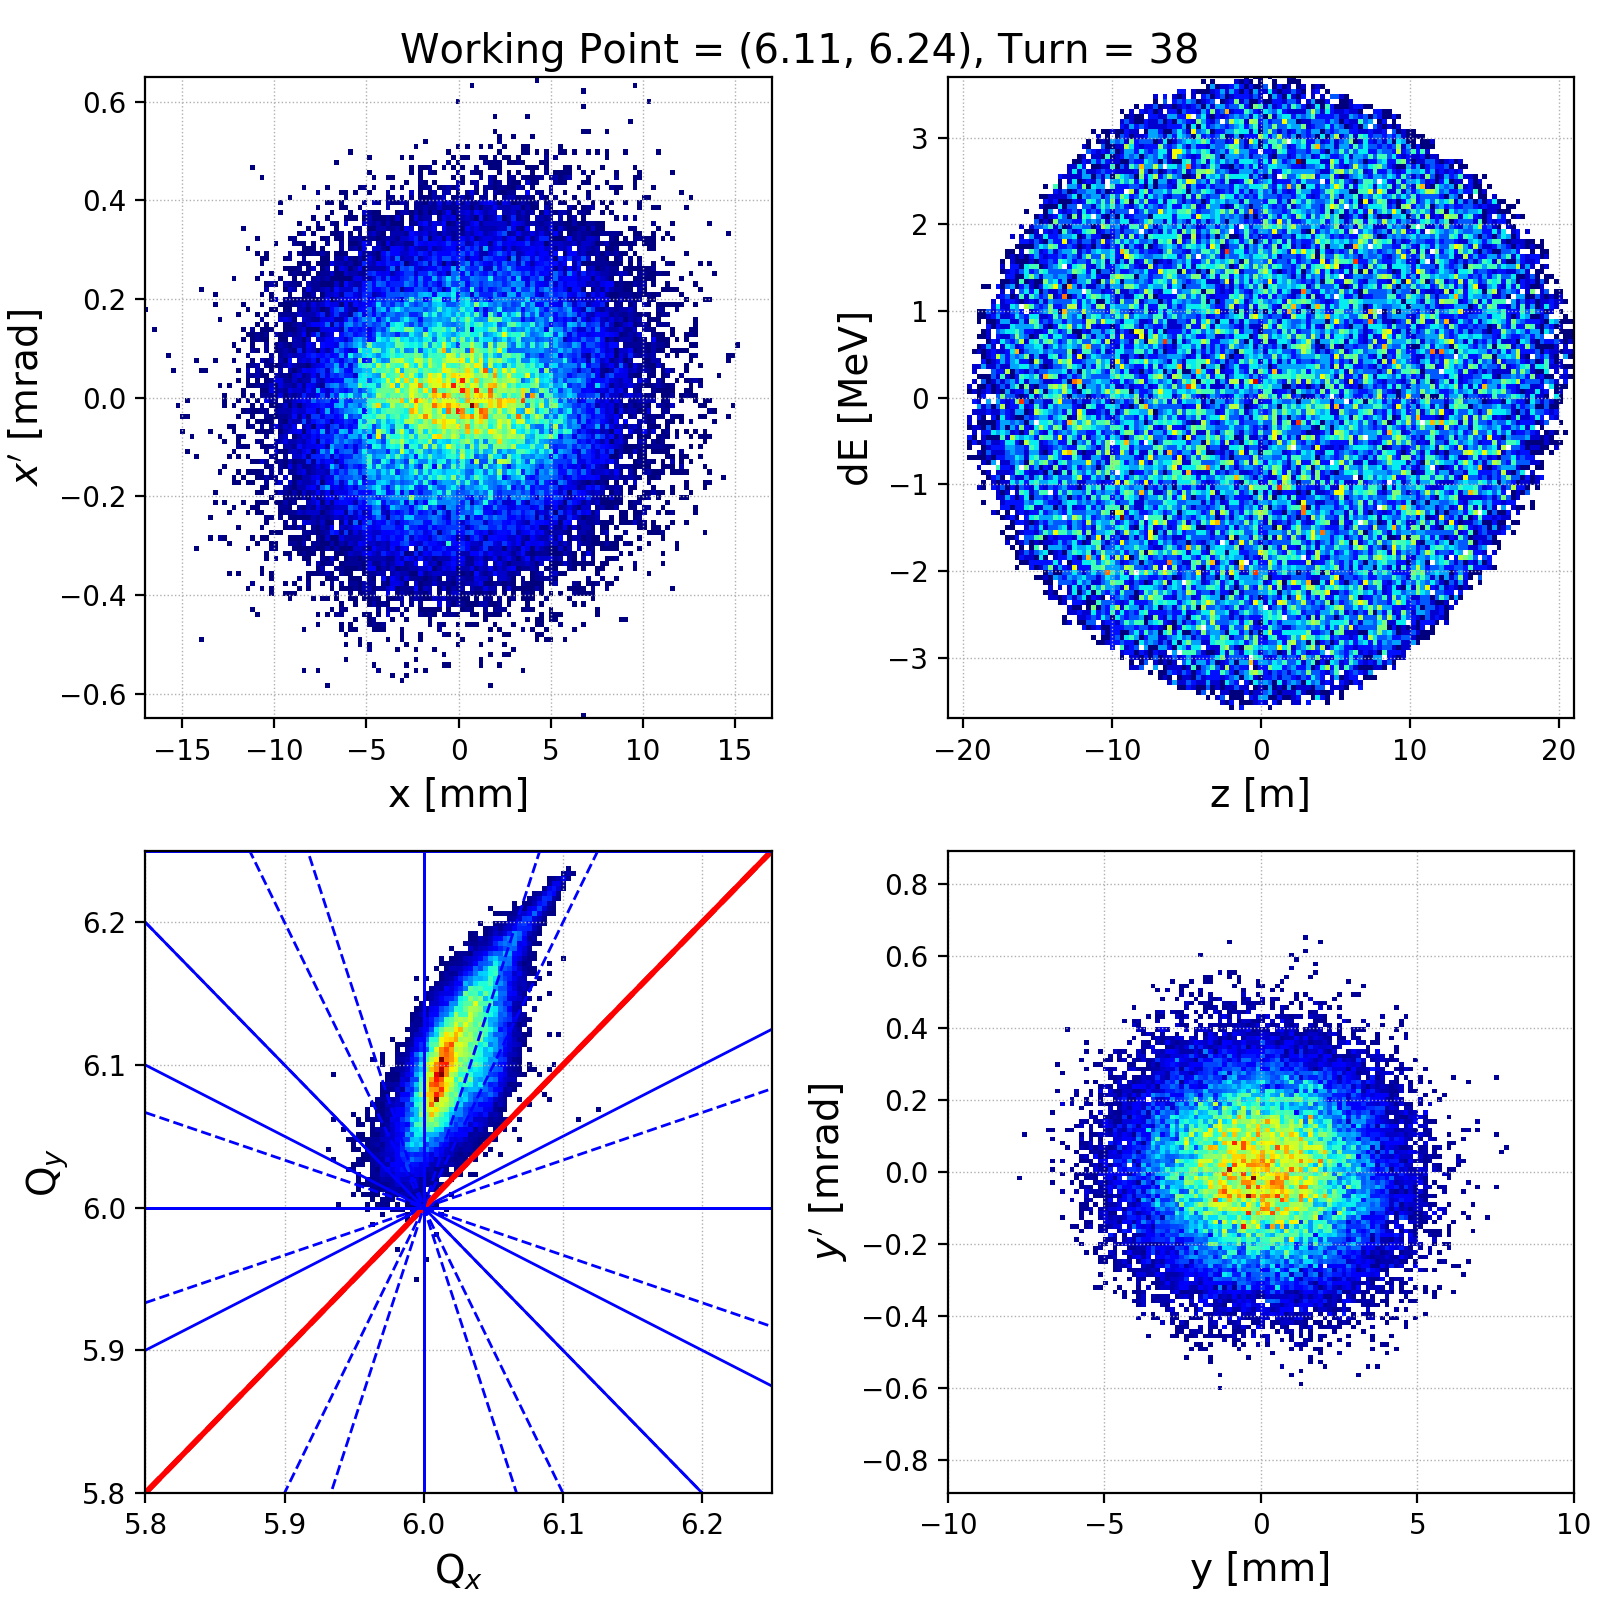 Working Point = (6.11, 6.24), Turn = 38
0.6
0.4
0.2
0.0
−0.2
−0.4
−0.6
x′ [mrad]
−15 −10 −5 0 5 10 15
x [mm]
3
2
1
0
−1
−2
−3
dE [MeV]
−20 −10 0 10 20
z [m]
6.2
6.1
6.0
5.9
5.8
Qy
5.8 5.9 6.0 6.1 6.2
Qx
0.8
0.6
0.4
0.2
0.0
−0.2
−0.4
−0.6
−0.8
y′ [mrad]
−10 −5 0 5 10
y [mm]